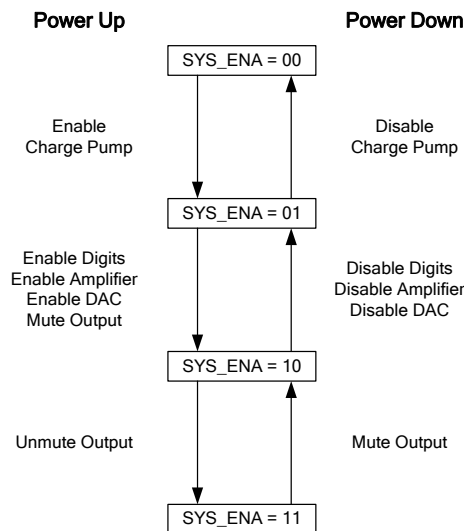 Power Up
Power Down
SYS_ENA = 00
Enable
Charge Pump
Disable
Charge Pump
SYS_ENA = 01
Enable Digits
Enable Amplifier
Enable DAC
Mute Output
Disable Digits
Disable Amplifier
Disable DAC
SYS_ENA = 10
Unmute Output
Mute Output
SYS_ENA = 11